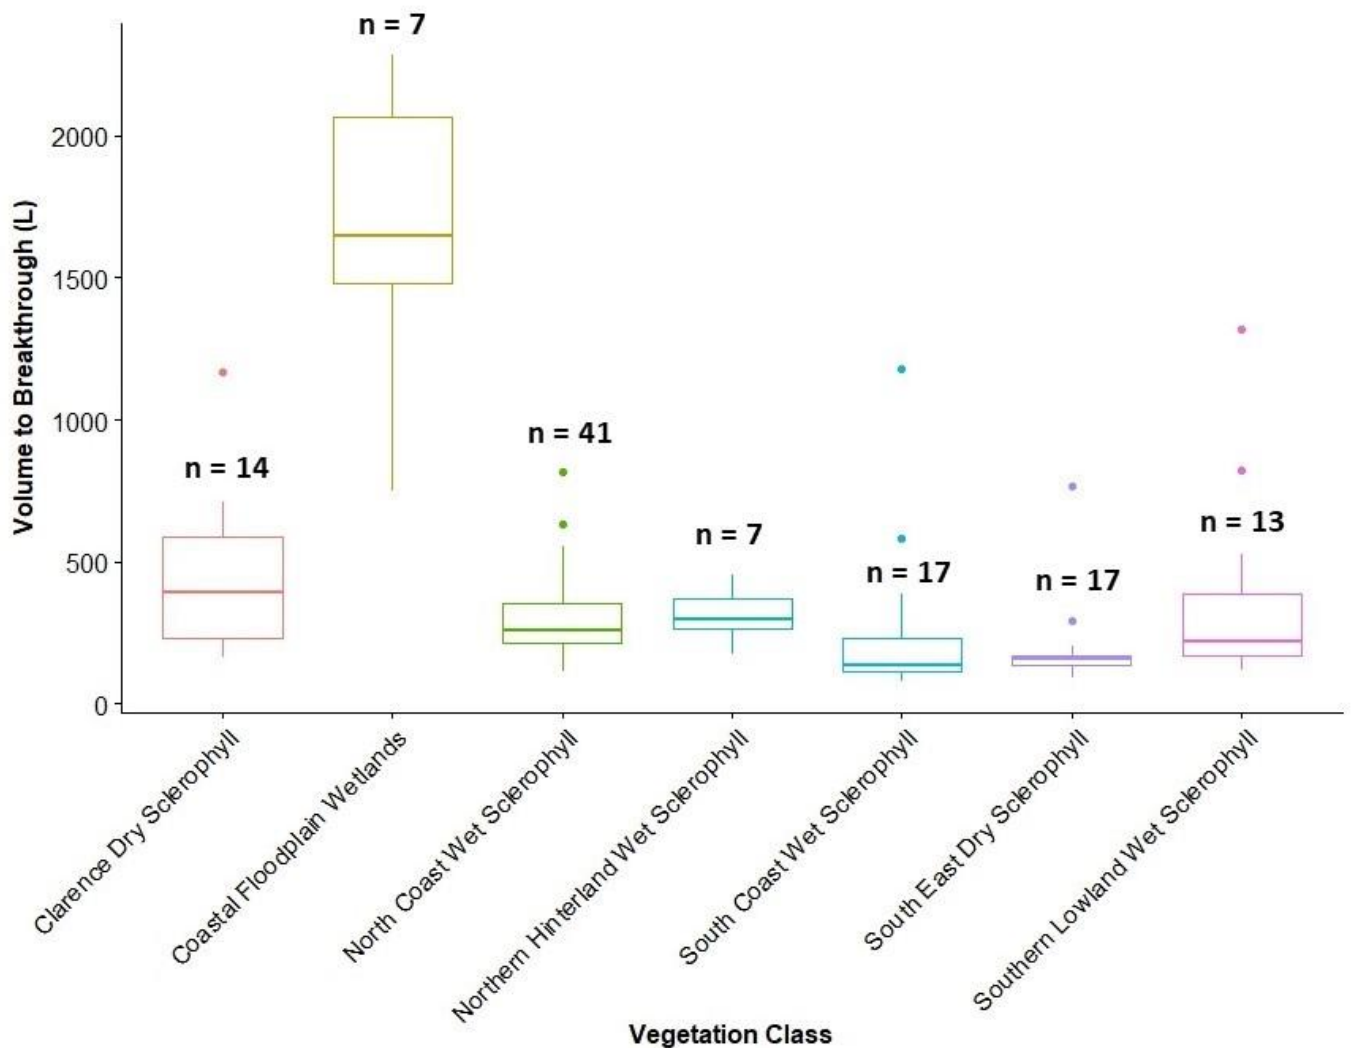 n = 7
2000
1500
1000
500
0
Volume to Breakthrough (L)
n = 14
n = 41
n = 7
n = 17
n = 17
n = 13
Clarence Dry Sclerophyll
Coastal Floodplain Wetlands
North Coast Wet Sclerophyll
Northern Hinterland Wet Sclerophyll
South Coast Wet Sclerophyll
South East Dry Sclerophyll
Southern Lowland Wet Sclerophyll
Vegetation Class